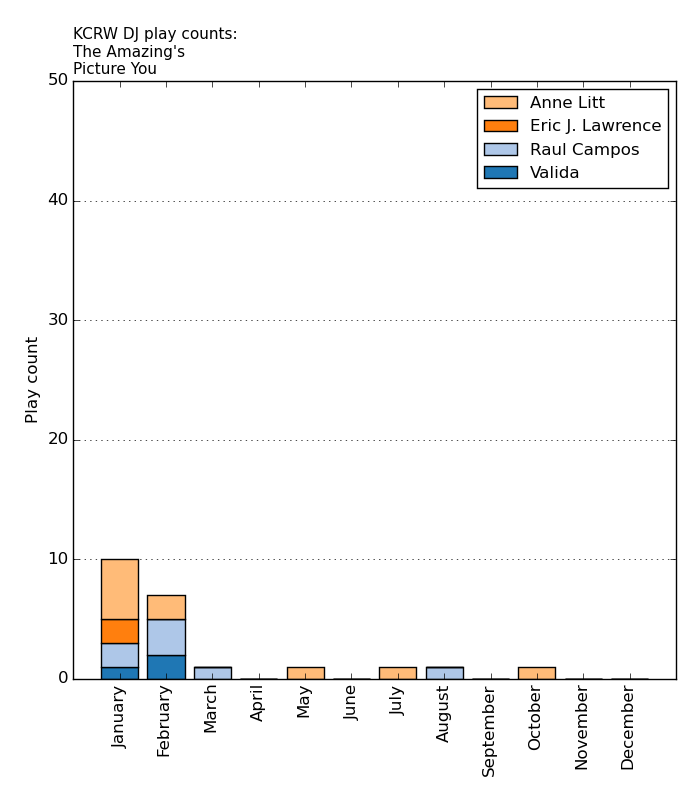 KCRW DJ play counts:
The Amazing's
Picture You
50
40
30
20
10
0
Play count
Anne Litt
Eric J. Lawrence
Raul Campos
Valida
January
February
March
April
May
June
July
August
September
October
November
December